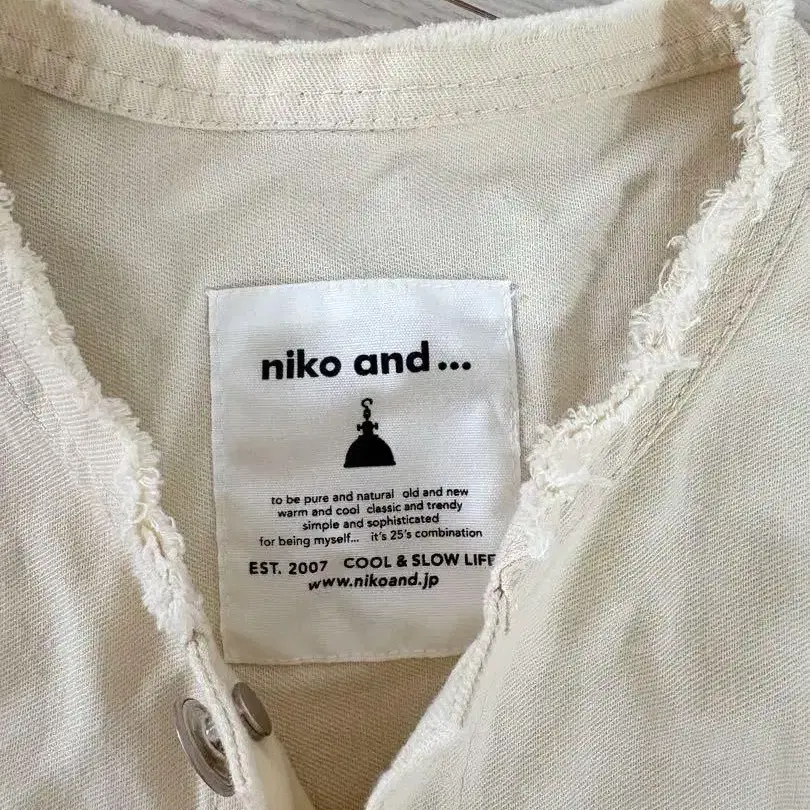 niko and ...
to be pure and natural old and new
warm and cool classic and trendy
simple and sophisticated
for being myself... it's 25's combination
EST. 2007 COOL & SLOW LIFE
www.nikoand.jp